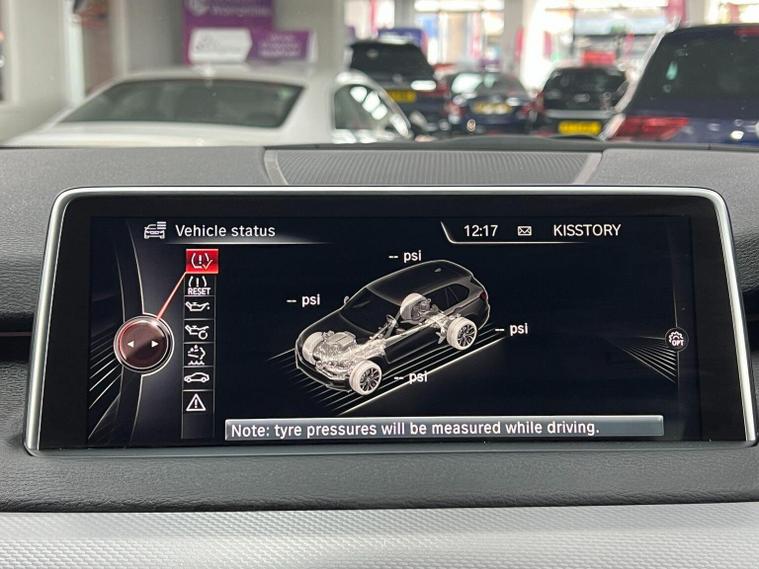 Vehicle status
12:17
KISSTORY
-- psi
-- psi
-- psi
-- psi
RESET
OPT
Note: tyre pressures will be measured while driving.